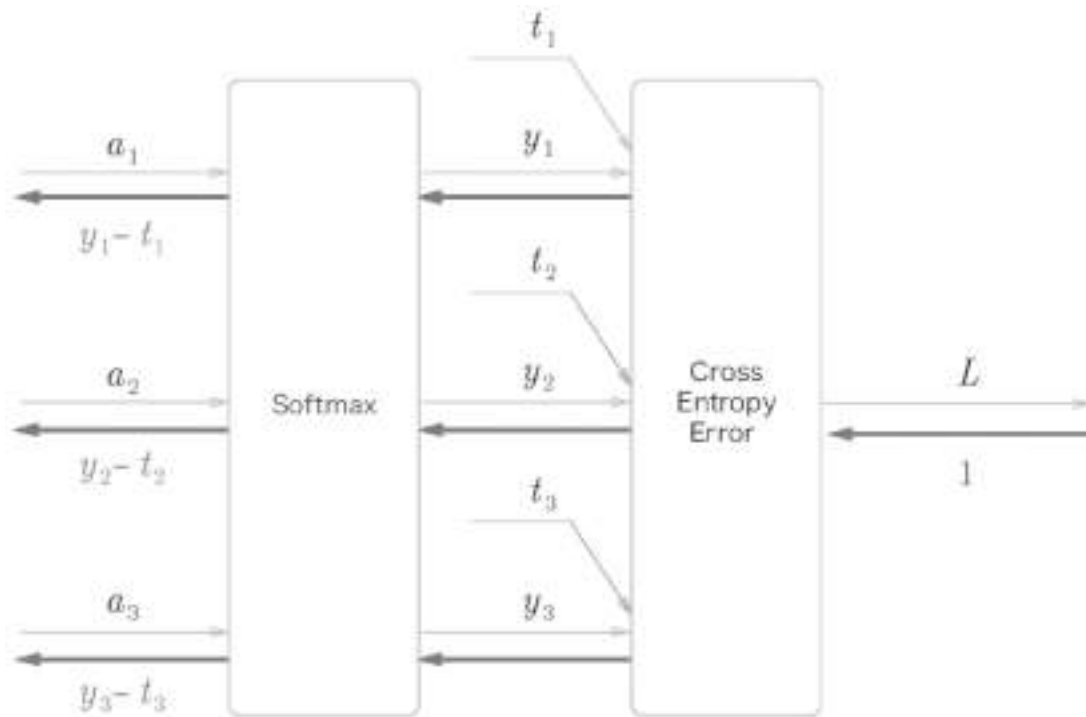 t₁
a₁
y₁
y₁ – t₁
t₂
a₂
y₂
Softmax
Cross
Entropy
Error
L
y₂ – t₂
1
t₃
a₃
y₃
y₃ – t₃